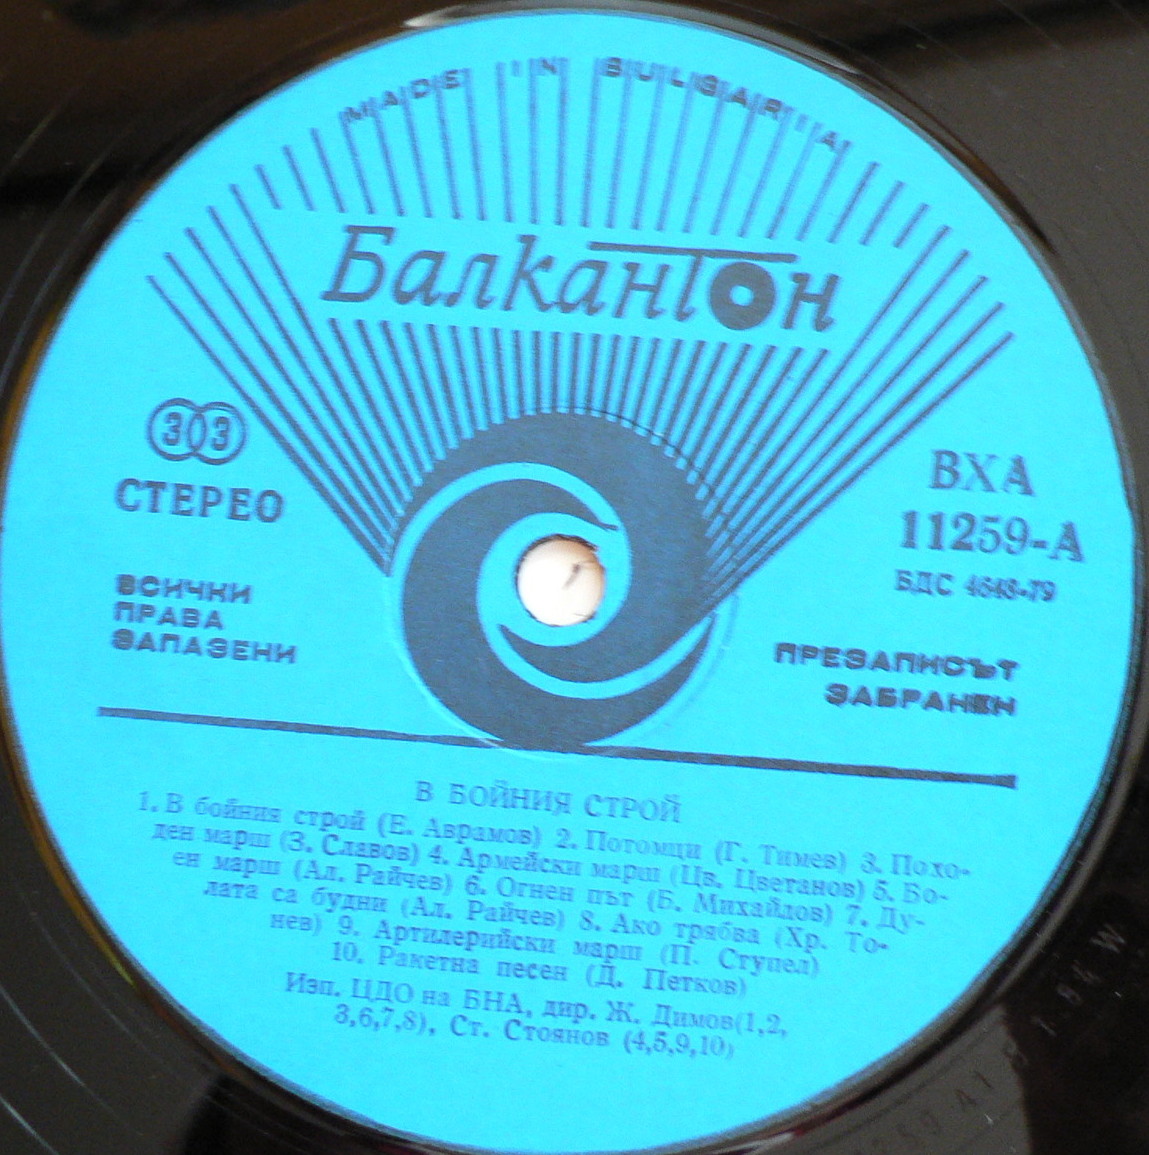 MADE IN BULGARIA
Балкантон
33
СТЕРЕО
ВХА
11259-А
БДС 4643-79
ВСИЧКИ
ПРАВА
ЗАПАЗЕНИ
ПРЕЗАПИСЪТ
ЗАБРАНЕН
В БОЙНИЯ СТРОЙ
1. В бойния строй (Е. Аврамов) 2. Потомци (Г. Тимев) 3. Похо-
ден марш (З. Славов) 4. Армейски марш (Цв. Цветанов) 5. Бо-
ен марш (Ал. Райчев) 6. Огнен път (Б. Михайлов) 7. Ду-
лата са будни (Ал. Райчев) 8. Ако трябва (Хр. То-
нев) 9. Артилерийски марш (П. Ступел)
10. Ракетна песен (Д. Петков)
Изп. ЦДО на БНА, дир. Ж. Димов(1,2,
3,6,7,8), Ст. Стоянов (4,5,9,10)